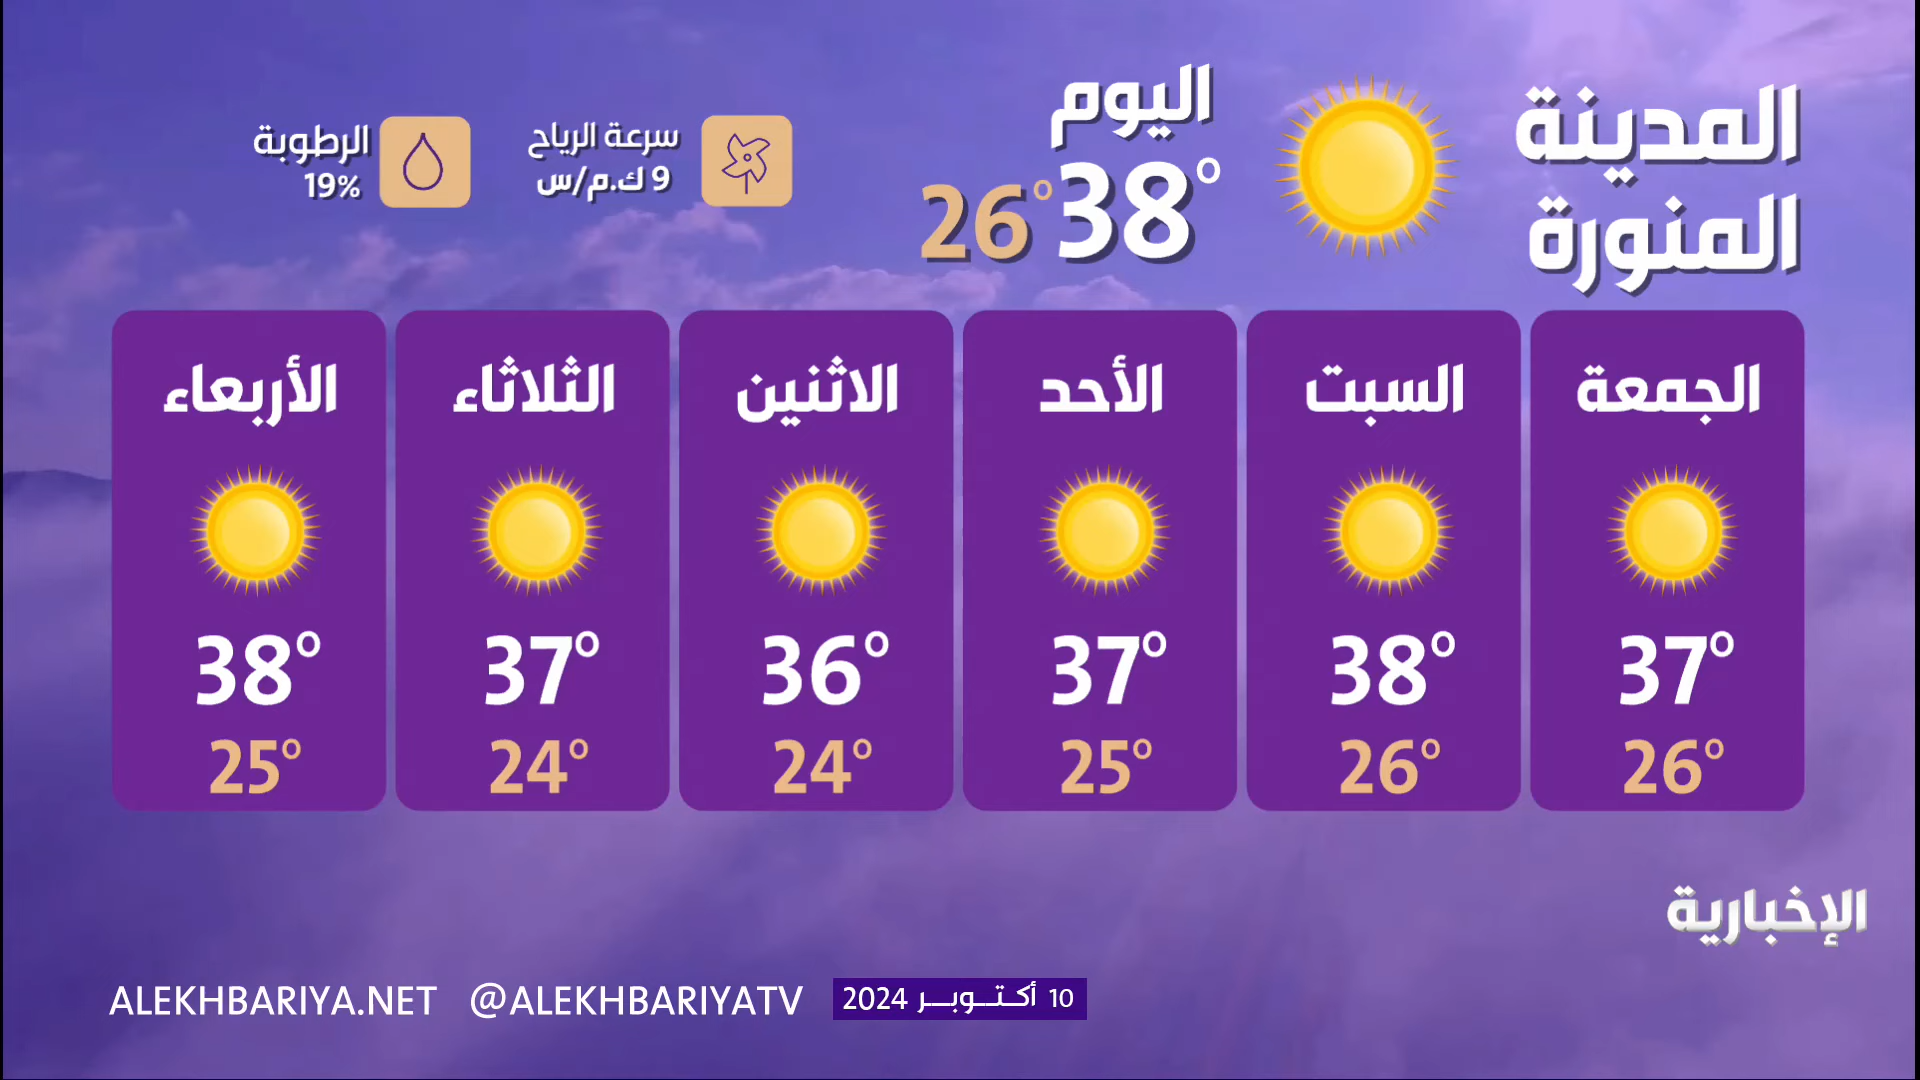 المدينة
المنورة
اليوم
38°
26°
سرعة الرياح
9 ك.م/س
الرطوبة
19%
الجمعة
37°
26°
السبت
38°
26°
الأحد
37°
25°
الاثنين
36°
24°
الثلاثاء
37°
24°
الأربعاء
38°
25°
الإخبارية
10 أكتوبر 2024
@ALEKHBARIYATV
ALEKHBARIYA.NET